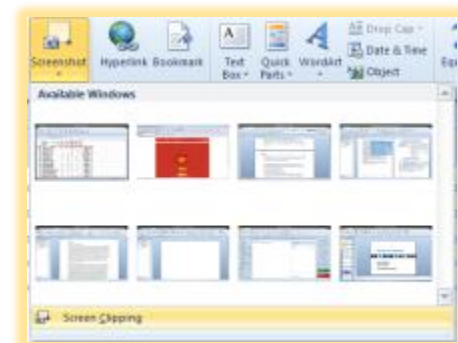 Drop Cap
Date & Time
Screenshot Hyperlink Bookmark Text Quick WordArt Object
Box Parts
Available Windows
Screen Clipping